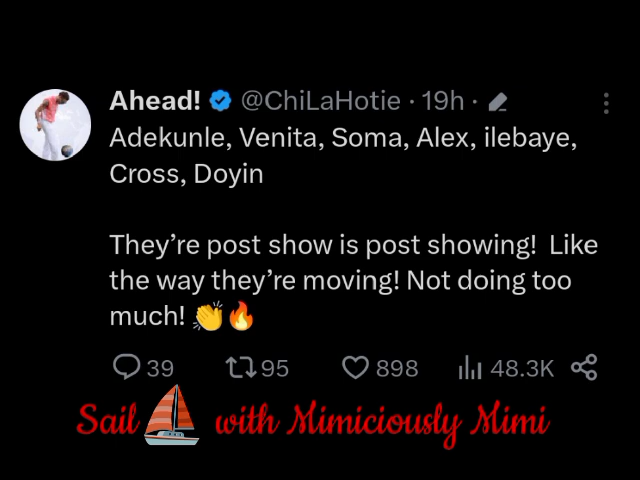 Ahead! @ChiLaHotie · 19h ·
Adekunle, Venita, Soma, Alex, ilebaye,
Cross, Doyin
They’re post show is post showing!  Like
the way they’re moving! Not doing too
much! 👏🔥
39 95 898 48.3K
Sail with Mimiciously Mimi